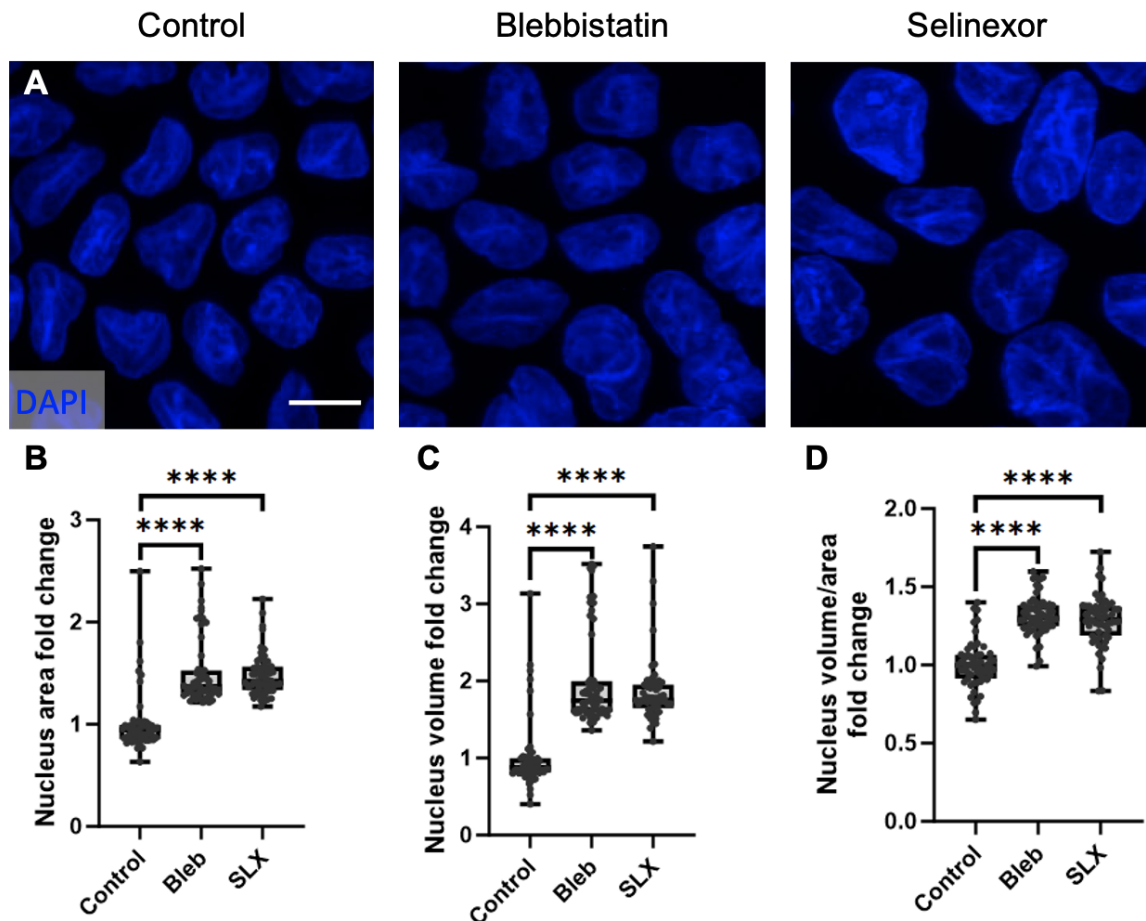 Control Blebbistatin Selinexor
A
DAPI
B C D
Nucleus area fold change
3
2
1
0
****
****
Control Bleb SLX
Nucleus volume fold change
4
3
2
1
0
****
****
Control Bleb SLX
Nucleus volume/area
fold change
2.0
1.5
1.0
0.5
0.0
****
****
Control Bleb SLX